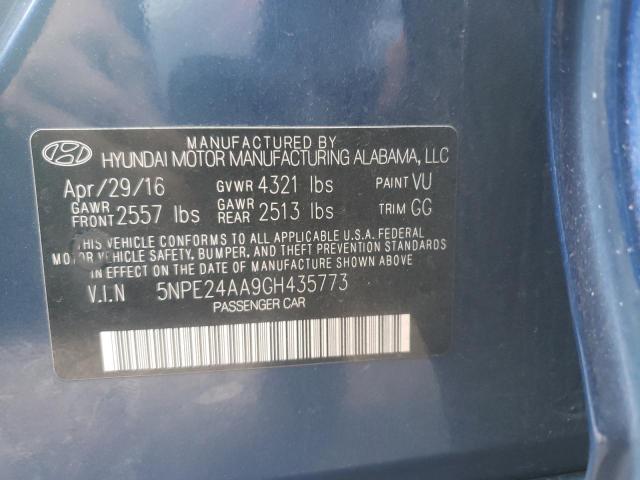 MANUFACTURED BY
HYUNDAI MOTOR MANUFACTURING ALABAMA, LLC
Apr/29/16 GVWR 4321 lbs PAINT VU
GAWR FRONT 2557 lbs GAWR REAR 2513 lbs TRIM GG
THIS VEHICLE CONFORMS TO ALL APPLICABLE U.S.A. FEDERAL
MOTOR VEHICLE SAFETY, BUMPER, AND THEFT PREVENTION STANDARDS
IN EFFECT ON THE DATE OF MANUFACTURE SHOWN ABOVE.
V.I.N 5NPE24AA9GH435773
PASSENGER CAR